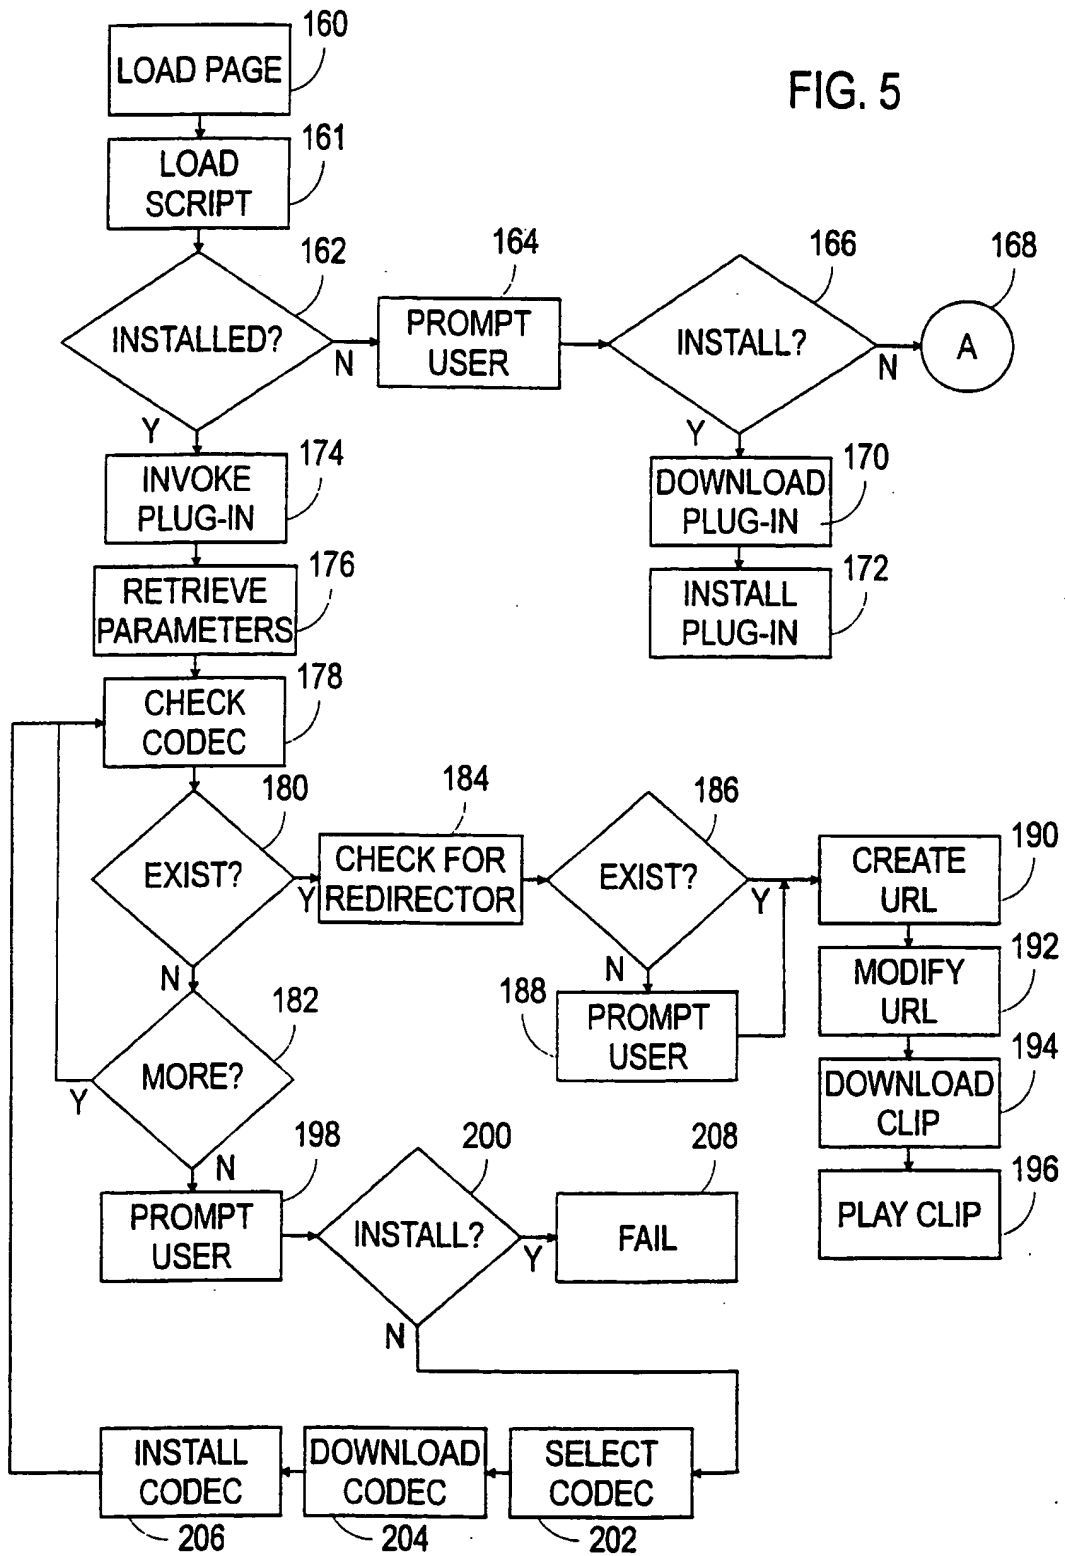 160
LOAD PAGE
FIG. 5
161
LOAD
SCRIPT
162
INSTALLED?
N
Y
164
PROMPT
USER
166
INSTALL?
N
Y
168
A
170
DOWNLOAD
PLUG-IN
172
INSTALL
PLUG-IN
174
INVOKE
PLUG-IN
176
RETRIEVE
PARAMETERS
178
CHECK
CODEC
180
EXIST?
Y
N
184
CHECK FOR
REDIRECTOR
186
EXIST?
Y
N
188
PROMPT
USER
190
CREATE
URL
192
MODIFY
URL
194
DOWNLOAD
CLIP
196
PLAY CLIP
182
MORE?
Y
N
198
PROMPT
USER
200
INSTALL?
Y
N
208
FAIL
INSTALL
CODEC
206
DOWNLOAD
CODEC
204
SELECT
CODEC
202